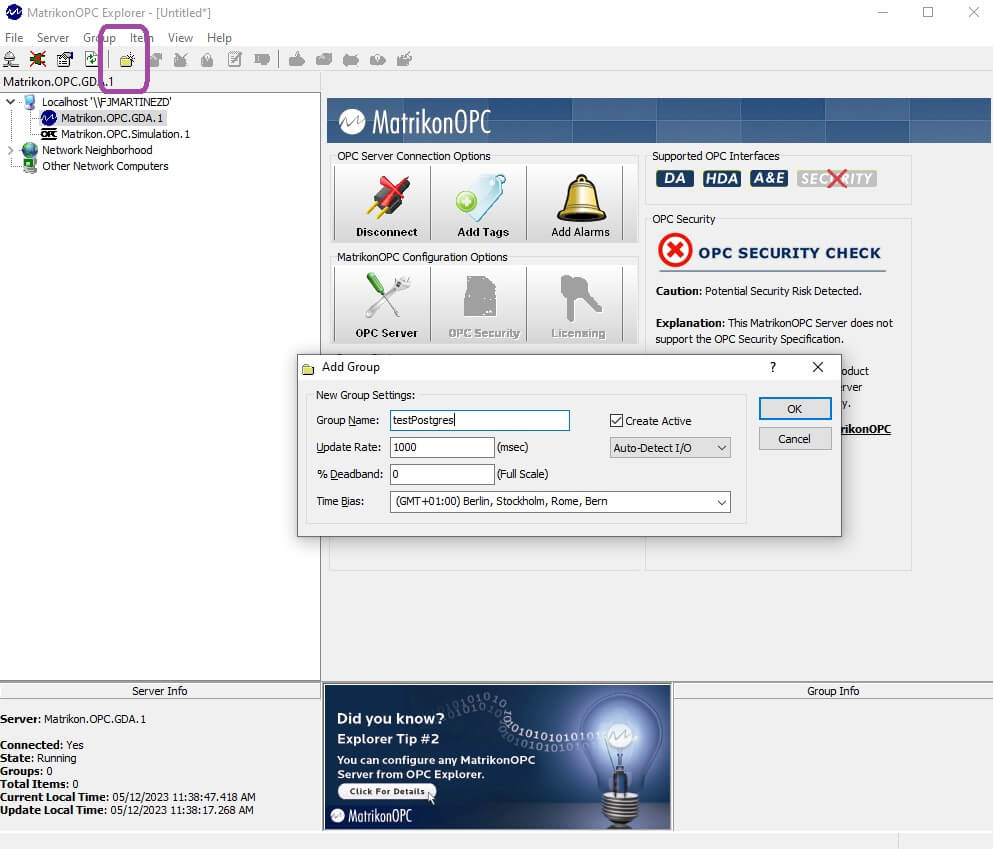 MatrikonOPC Explorer - [Untitled*]
File Server Group Item View Help
Matrikon.OPC.GDA.1
Localhost '\\FJMARTINEZD'
Matrikon.OPC.GDA.1
OPC Matrikon.OPC.Simulation.1
Network Neighborhood
Other Network Computers
MatrikonOPC
OPC Server Connection Options
Disconnect Add Tags Add Alarms
MatrikonOPC Configuration Options
OPC Server OPC Security Licensing
Supported OPC Interfaces
DA HDA A&E SECURITY
OPC Security
OPC SECURITY CHECK
Caution: Potential Security Risk Detected.
Explanation: This MatrikonOPC Server does not
support the OPC Security Specification.
oduct
rver
y.
rikonOPC
Add Group ?
New Group Settings:
Group Name: testPostgres
Create Active
Update Rate: 1000 (msec)
Auto-Detect I/O
% Deadband: 0 (Full Scale)
Time Bias: (GMT+01:00) Berlin, Stockholm, Rome, Bern
OK
Cancel
Server Info
Server: Matrikon.OPC.GDA.1
Connected: Yes
State: Running
Groups: 0
Total Items: 0
Current Local Time: 05/12/2023 11:38:47.418 AM
Update Local Time: 05/12/2023 11:38:17.268 AM
Did you know?
Explorer Tip #2
You can configure any MatrikonOPC
Server from OPC Explorer.
Click For Details
MatrikonOPC
Group Info